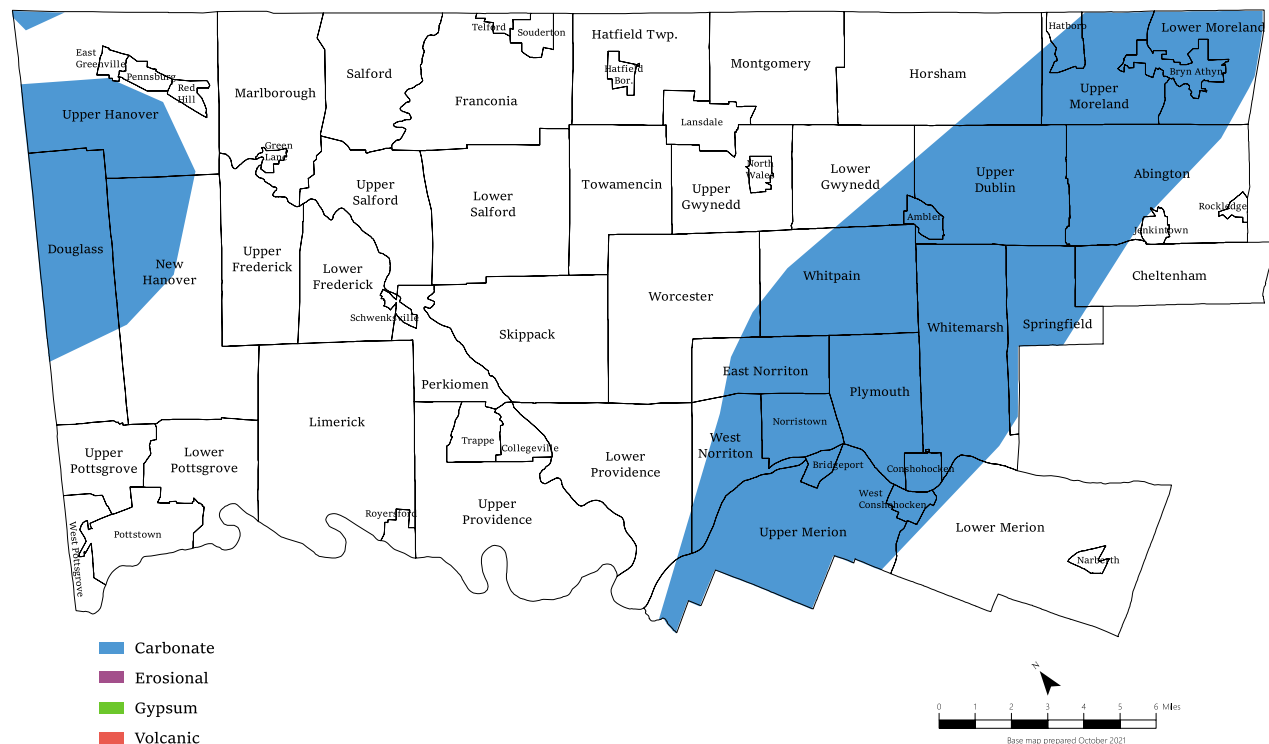 Telford
Souderton
Hatfield Twp.
Hatboro
Lower Moreland
East
Greenville
Pennsburg
Red
Hill
Salford
Hatfield
Bor.
Montgomery
Horsham
Bryn Athyn
Marlborough
Franconia
Upper
Moreland
Upper Hanover
Lansdale
Green
Lane
North
Wales
Upper
Salford
Lower
Salford
Towamencin
Upper
Gwynedd
Lower
Gwynedd
Upper
Dublin
Abington
Rockledge
Ambler
Jenkintown
Douglass
New
Hanover
Upper
Frederick
Lower
Frederick
Schwenksville
Worcester
Whitpain
Cheltenham
Skippack
Whitemarsh
Springfield
Perkiomen
East Norriton
Plymouth
Limerick
Trappe
Collegeville
Norristown
West
Norriton
Upper
Pottsgrove
Lower
Pottsgrove
Lower
Providence
Bridgeport
Conshohocken
West
Conshohocken
Royersford
Upper
Providence
Upper Merion
Lower Merion
Pottstown
West Pottsgrove
Narberth
Carbonate
Erosional
Gypsum
Volcanic
N
0 1 2 3 4 5 6 Miles
Base map prepared October 2021